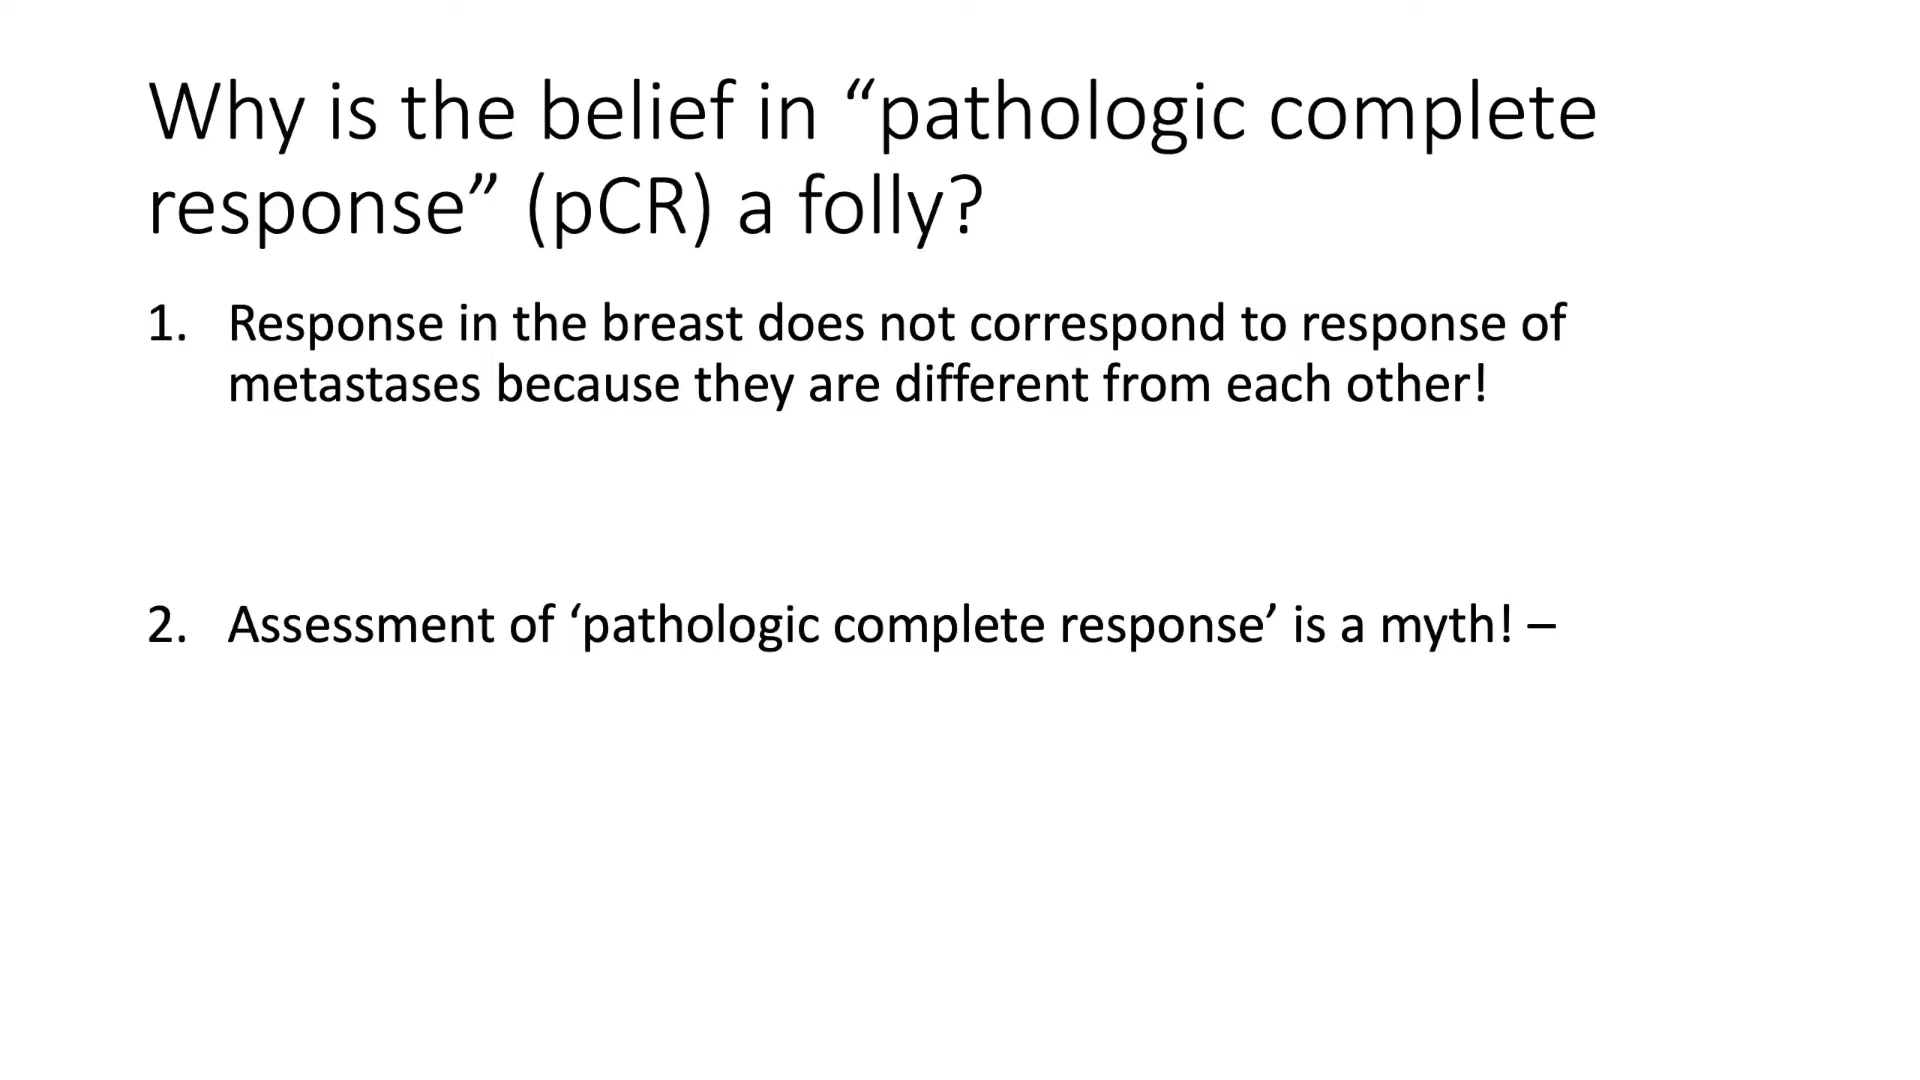 Why is the belief in “pathologic complete
response” (pCR) a folly?
1. Response in the breast does not correspond to response of
metastases because they are different from each other!
2. Assessment of ‘pathologic complete response’ is a myth! –